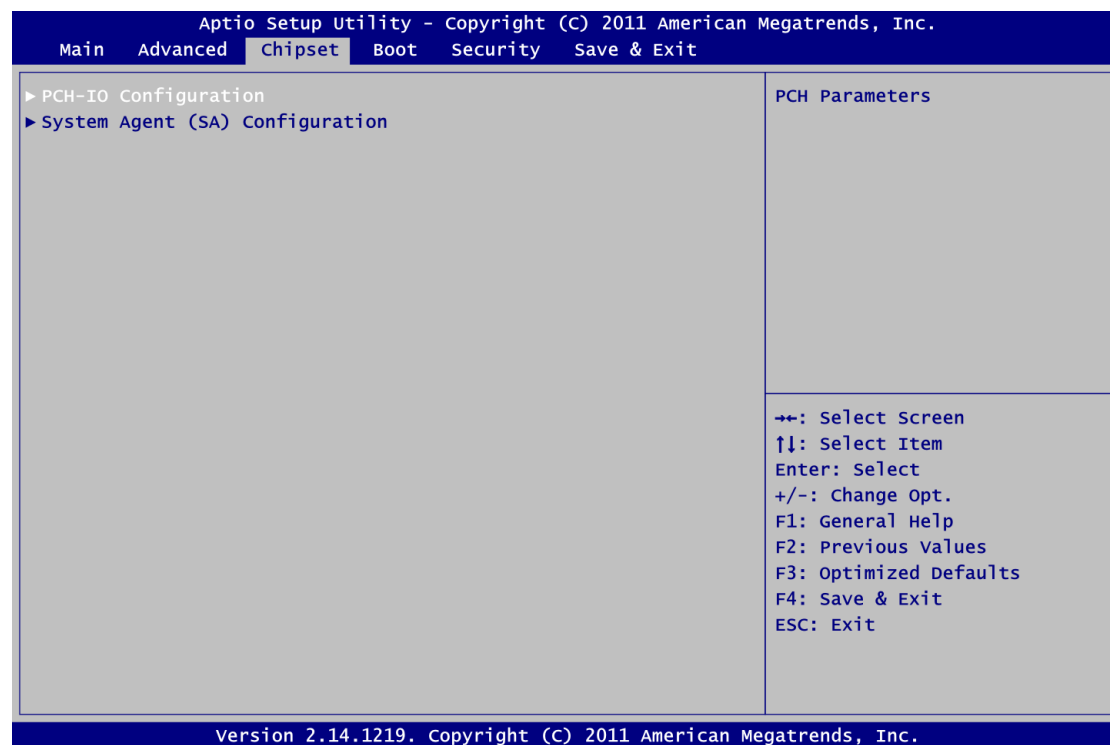 Aptio Setup Utility - Copyright (C) 2011 American Megatrends, Inc.
Main Advanced Chipset Boot Security Save & Exit
►PCH-IO Configuration
►System Agent (SA) Configuration
PCH Parameters
→←: Select Screen
↑↓: Select Item
Enter: Select
+/-: Change Opt.
F1: General Help
F2: Previous Values
F3: Optimized Defaults
F4: Save & Exit
ESC: Exit
Version 2.14.1219. Copyright (C) 2011 American Megatrends, Inc.